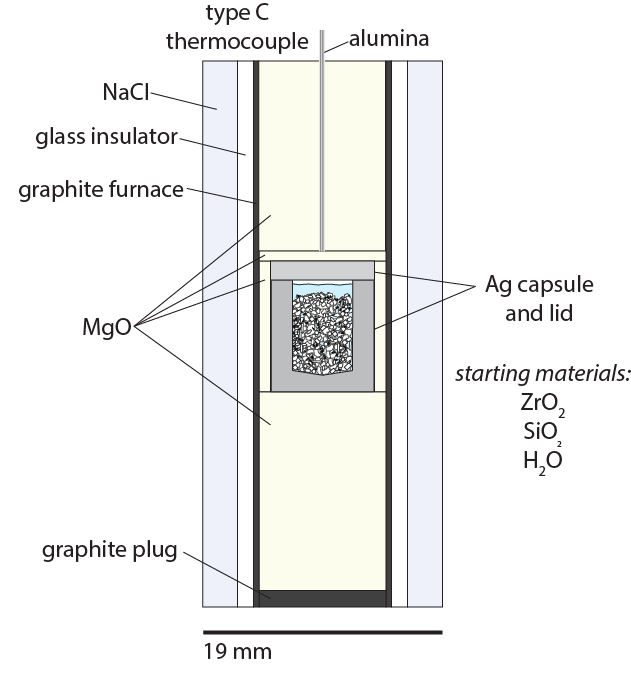 type C
thermocouple
alumina
NaCl
glass insulator
graphite furnace
MgO
Ag capsule
and lid
starting materials:
ZrO₂
SiO₂
H₂O
graphite plug
19 mm